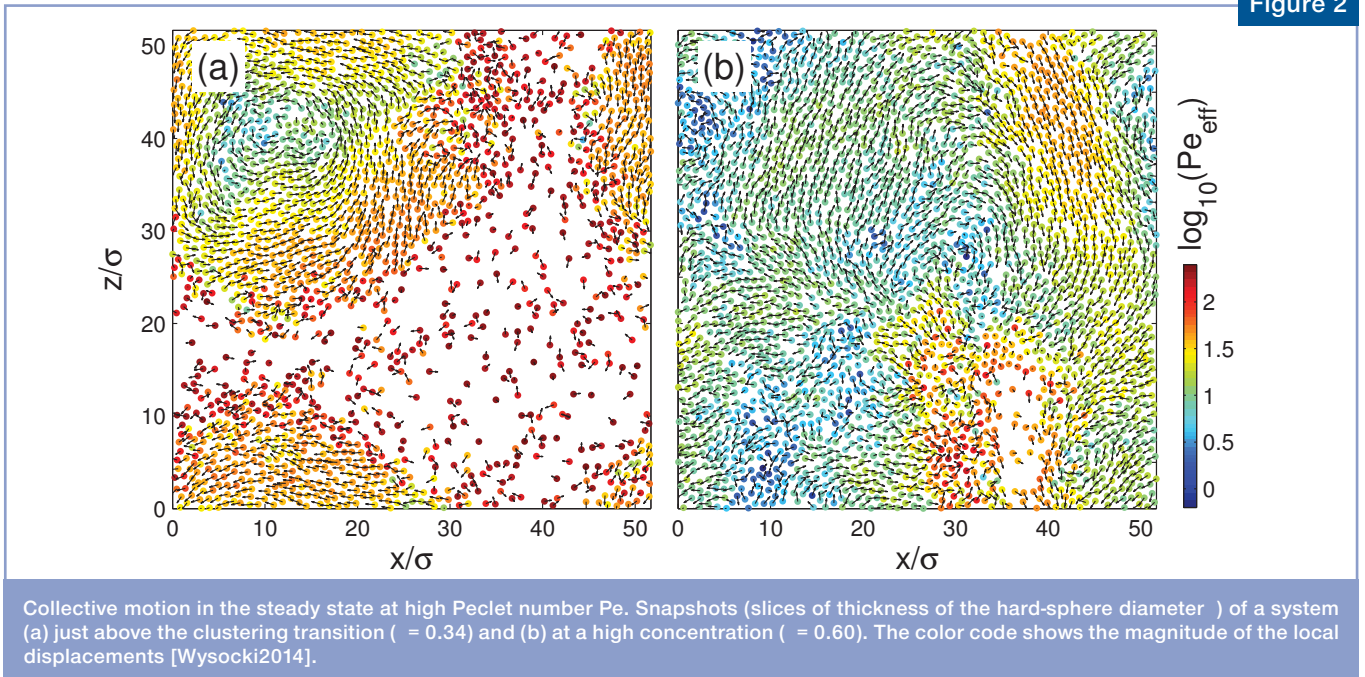 Figure 2
(a)
(b)
z/σ
50
40
30
20
10
0
0 10 20 30 40 50
x/σ
0 10 20 30 40 50
x/σ
log10(Peeff)
2
1.5
1
0.5
0
Collective motion in the steady state at high Peclet number Pe. Snapshots (slices of thickness of the hard-sphere diameter ) of a system
(a) just above the clustering transition ( = 0.34) and (b) at a high concentration ( = 0.60). The color code shows the magnitude of the local
displacements [Wysocki2014].